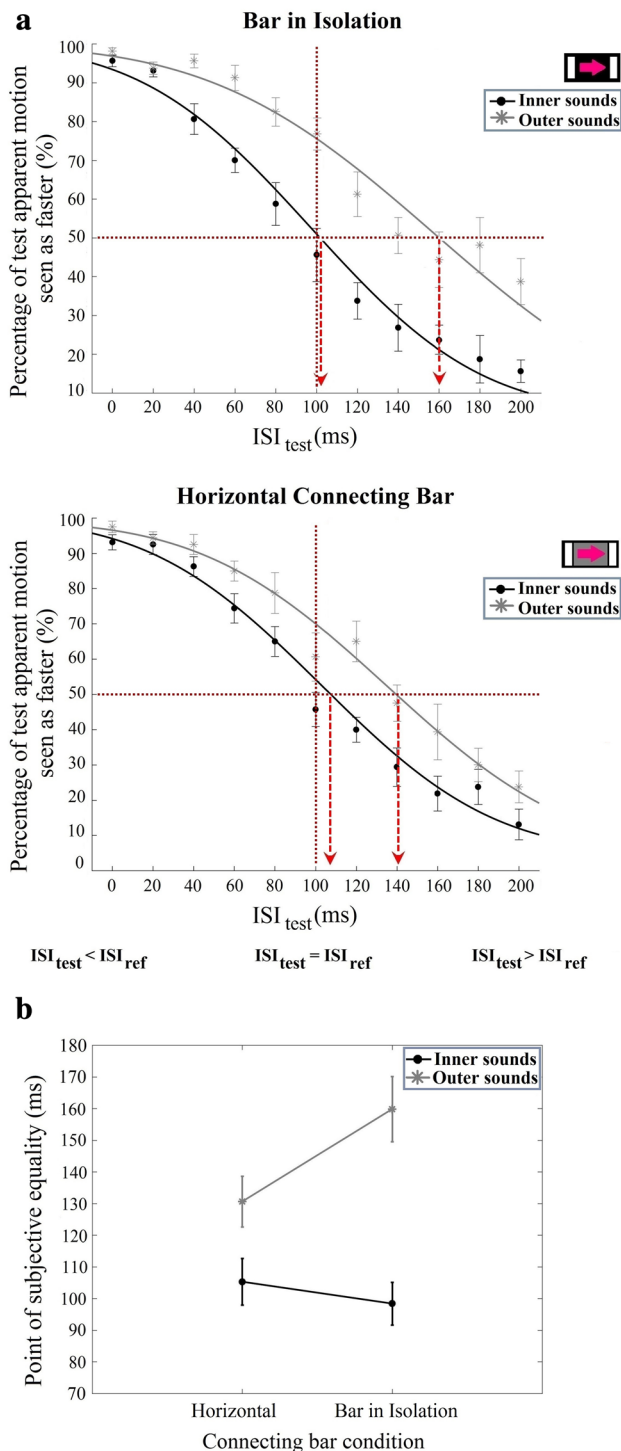 a
Bar in Isolation
Percentage of test apparent motion
seen as faster (%)
100
90
80
70
60
50
40
30
20
10
0 20 40 60 80 100 120 140 160 180 200
ISI test (ms)
Inner sounds
Outer sounds
Horizontal Connecting Bar
Percentage of test apparent motion
seen as faster (%)
100
90
80
70
60
50
40
30
20
10
0
0 20 40 60 80 100 120 140 160 180 200
ISI test (ms)
Inner sounds
Outer sounds
ISI test < ISI ref ISI test = ISI ref ISI test > ISI ref
b
Point of subjective equality (ms)
180
170
160
150
140
130
120
110
100
90
80
70
Inner sounds
Outer sounds
Horizontal Bar in Isolation
Connecting bar condition